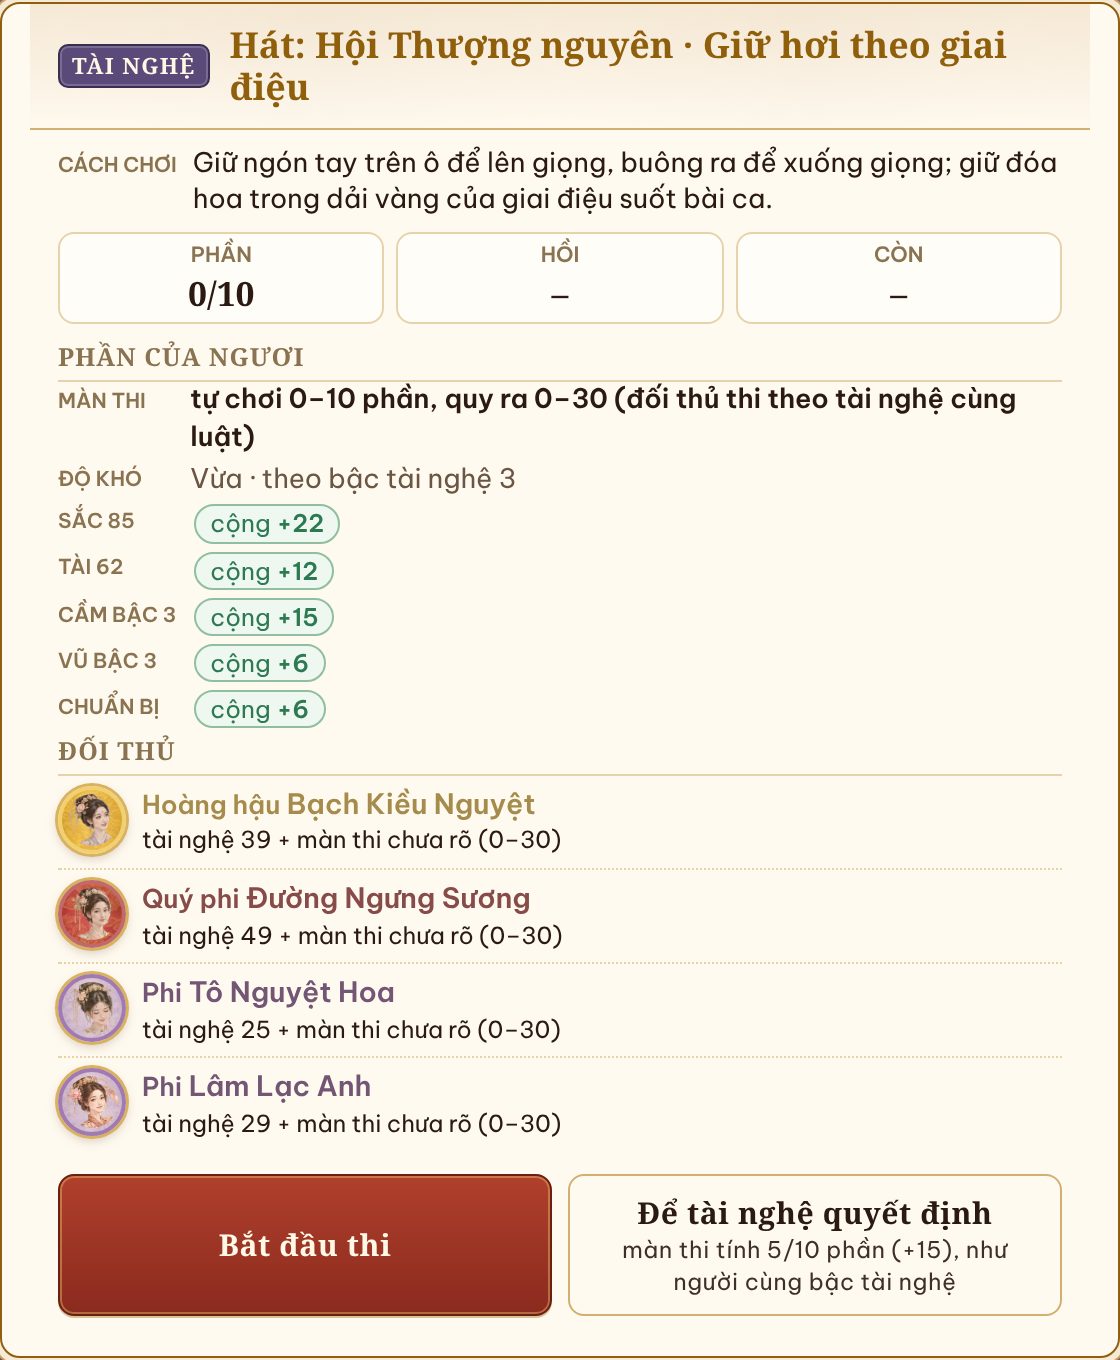 TÀI NGHỆ
Hát: Hội Thượng nguyên · Giữ hơi theo giai
điệu
CÁCH CHƠI
Giữ ngón tay trên ô để lên giọng, buông ra để xuống giọng; giữ đóa
hoa trong dải vàng của giai điệu suốt bài ca.
PHẦN
0/10
HỒI
–
CÒN
–
PHẦN CỦA NGƯƠI
MÀN THI
tự chơi 0–10 phần, quy ra 0–30 (đối thủ thi theo tài nghệ cùng
luật)
ĐỘ KHÓ
Vừa · theo bậc tài nghệ 3
SẮC 85
cộng +22
TÀI 62
cộng +12
CẦM BẬC 3
cộng +15
VŨ BẬC 3
cộng +6
CHUẨN BỊ
cộng +6
ĐỐI THỦ
Hoàng hậu Bạch Kiều Nguyệt
tài nghệ 39 + màn thi chưa rõ (0–30)
Quý phi Đường Ngưng Sương
tài nghệ 49 + màn thi chưa rõ (0–30)
Phi Tô Nguyệt Hoa
tài nghệ 25 + màn thi chưa rõ (0–30)
Phi Lâm Lạc Anh
tài nghệ 29 + màn thi chưa rõ (0–30)
Bắt đầu thi
Để tài nghệ quyết định
màn thi tính 5/10 phần (+15), như
người cùng bậc tài nghệ